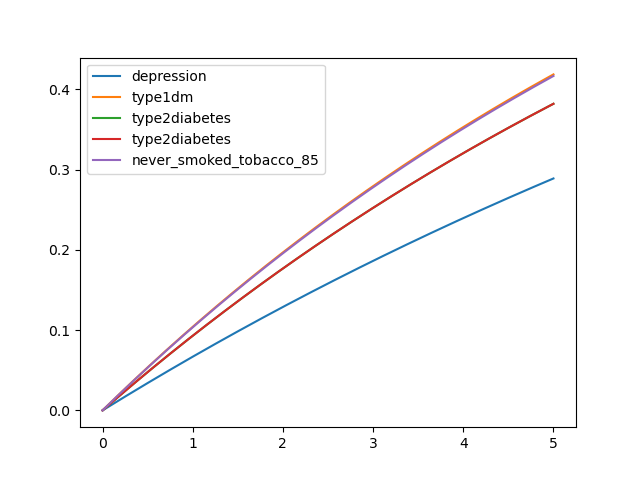 depression
type1dm
type2diabetes
type2diabetes
never_smoked_tobacco_85
0.4
0.3
0.2
0.1
0.0
0 1 2 3 4 5